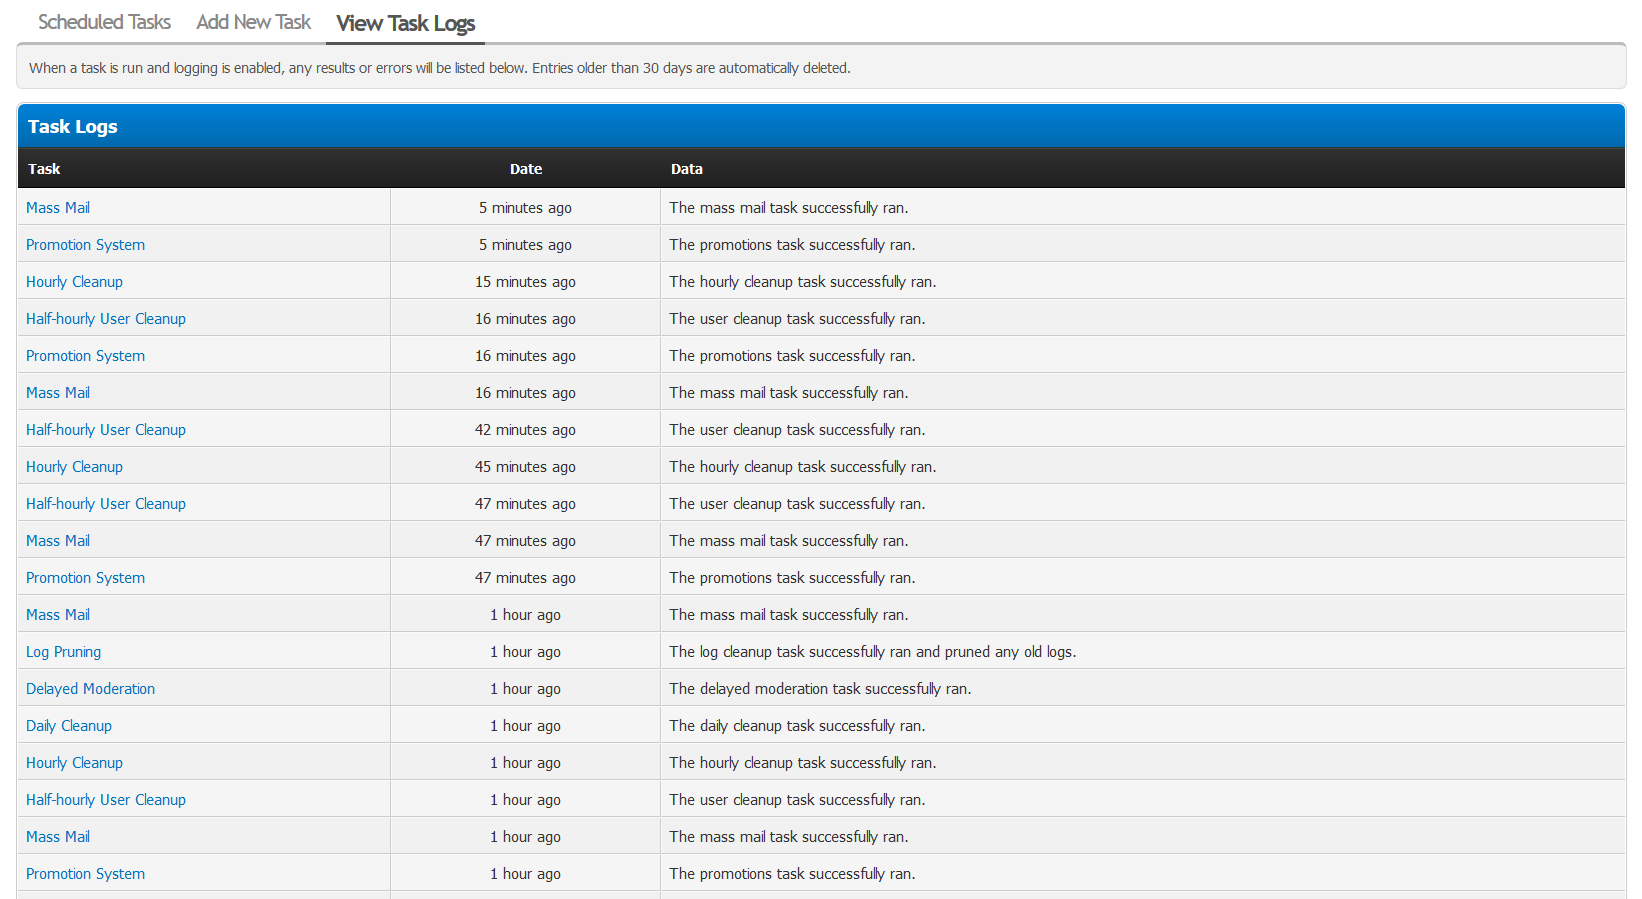 Scheduled Tasks Add New Task View Task Logs
When a task is run and logging is enabled, any results or errors will be listed below. Entries older than 30 days are automatically deleted.
Task Logs
Task Date Data
Mass Mail 5 minutes ago The mass mail task successfully ran.
Promotion System 5 minutes ago The promotions task successfully ran.
Hourly Cleanup 15 minutes ago The hourly cleanup task successfully ran.
Half-hourly User Cleanup 16 minutes ago The user cleanup task successfully ran.
Promotion System 16 minutes ago The promotions task successfully ran.
Mass Mail 16 minutes ago The mass mail task successfully ran.
Half-hourly User Cleanup 42 minutes ago The user cleanup task successfully ran.
Hourly Cleanup 45 minutes ago The hourly cleanup task successfully ran.
Half-hourly User Cleanup 47 minutes ago The user cleanup task successfully ran.
Mass Mail 47 minutes ago The mass mail task successfully ran.
Promotion System 47 minutes ago The promotions task successfully ran.
Mass Mail 1 hour ago The mass mail task successfully ran.
Log Pruning 1 hour ago The log cleanup task successfully ran and pruned any old logs.
Delayed Moderation 1 hour ago The delayed moderation task successfully ran.
Daily Cleanup 1 hour ago The daily cleanup task successfully ran.
Hourly Cleanup 1 hour ago The hourly cleanup task successfully ran.
Half-hourly User Cleanup 1 hour ago The user cleanup task successfully ran.
Mass Mail 1 hour ago The mass mail task successfully ran.
Promotion System 1 hour ago The promotions task successfully ran.